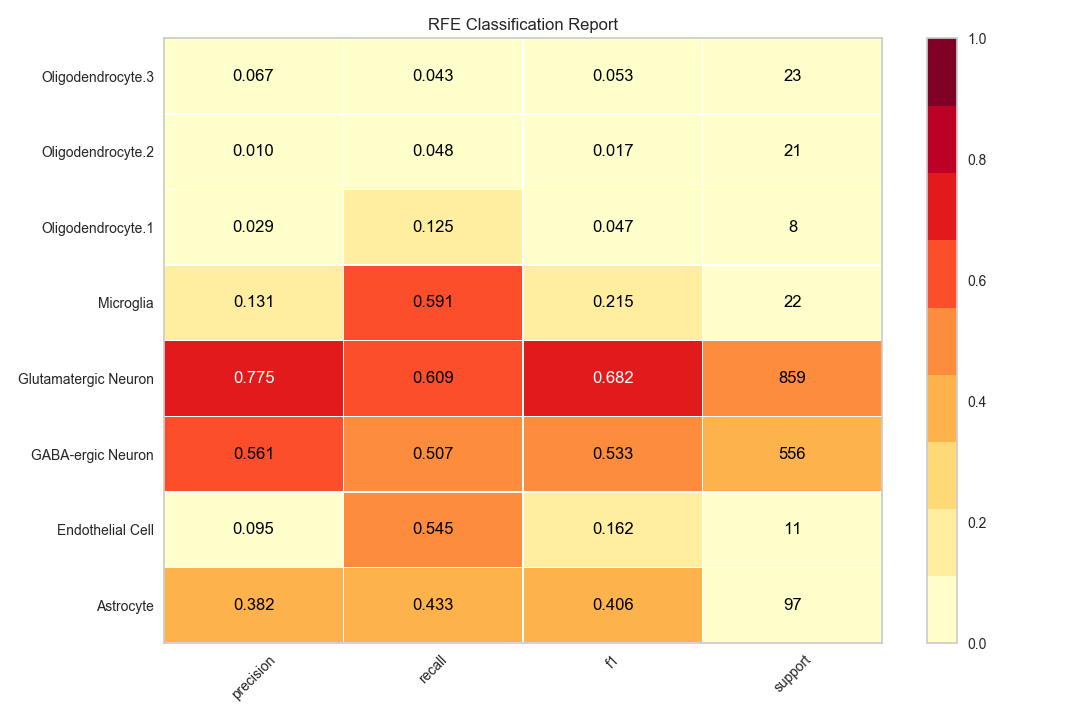 RFE Classification Report
Oligodendrocyte.3 0.067 0.043 0.053 23
Oligodendrocyte.2 0.010 0.048 0.017 21
Oligodendrocyte.1 0.029 0.125 0.047 8
Microglia 0.131 0.591 0.215 22
Glutamatergic Neuron 0.775 0.609 0.682 859
GABA-ergic Neuron 0.561 0.507 0.533 556
Endothelial Cell 0.095 0.545 0.162 11
Astrocyte 0.382 0.433 0.406 97
precision recall f1 support
1.0
0.8
0.6
0.4
0.2
0.0